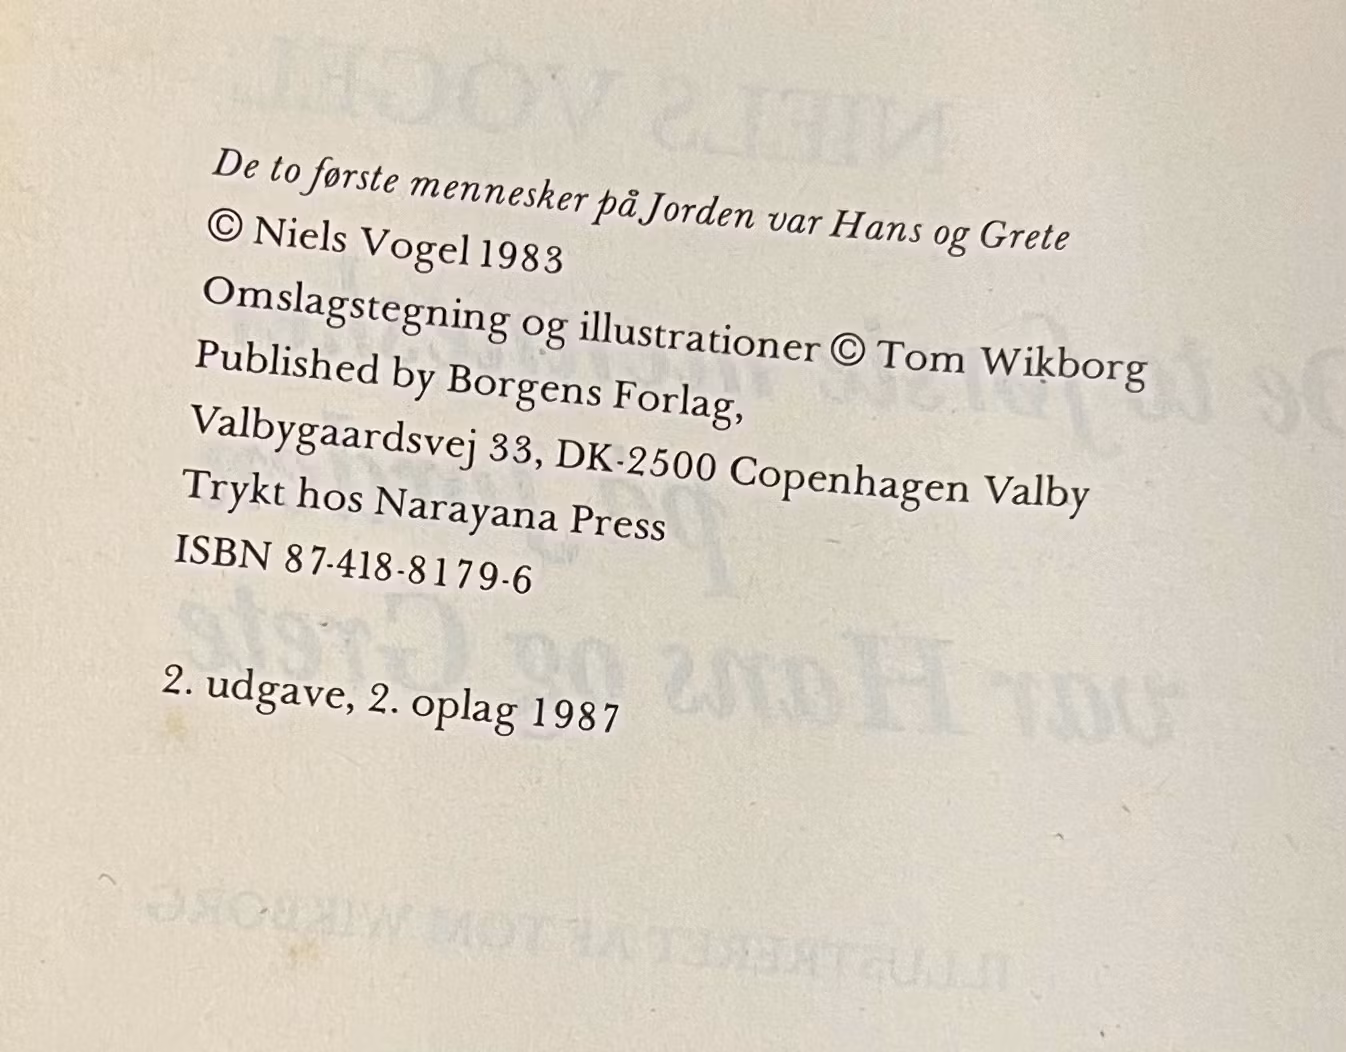 De to første mennesker på Jorden var Hans og Grete
© Niels Vogel 1983
Omslagstegning og illustrationer © Tom Wikborg
Published by Borgens Forlag,
Valbygaardsvej 33, DK-2500 Copenhagen Valby
Trykt hos Narayana Press
ISBN 87-418-8179-6
2. udgave, 2. oplag 1987